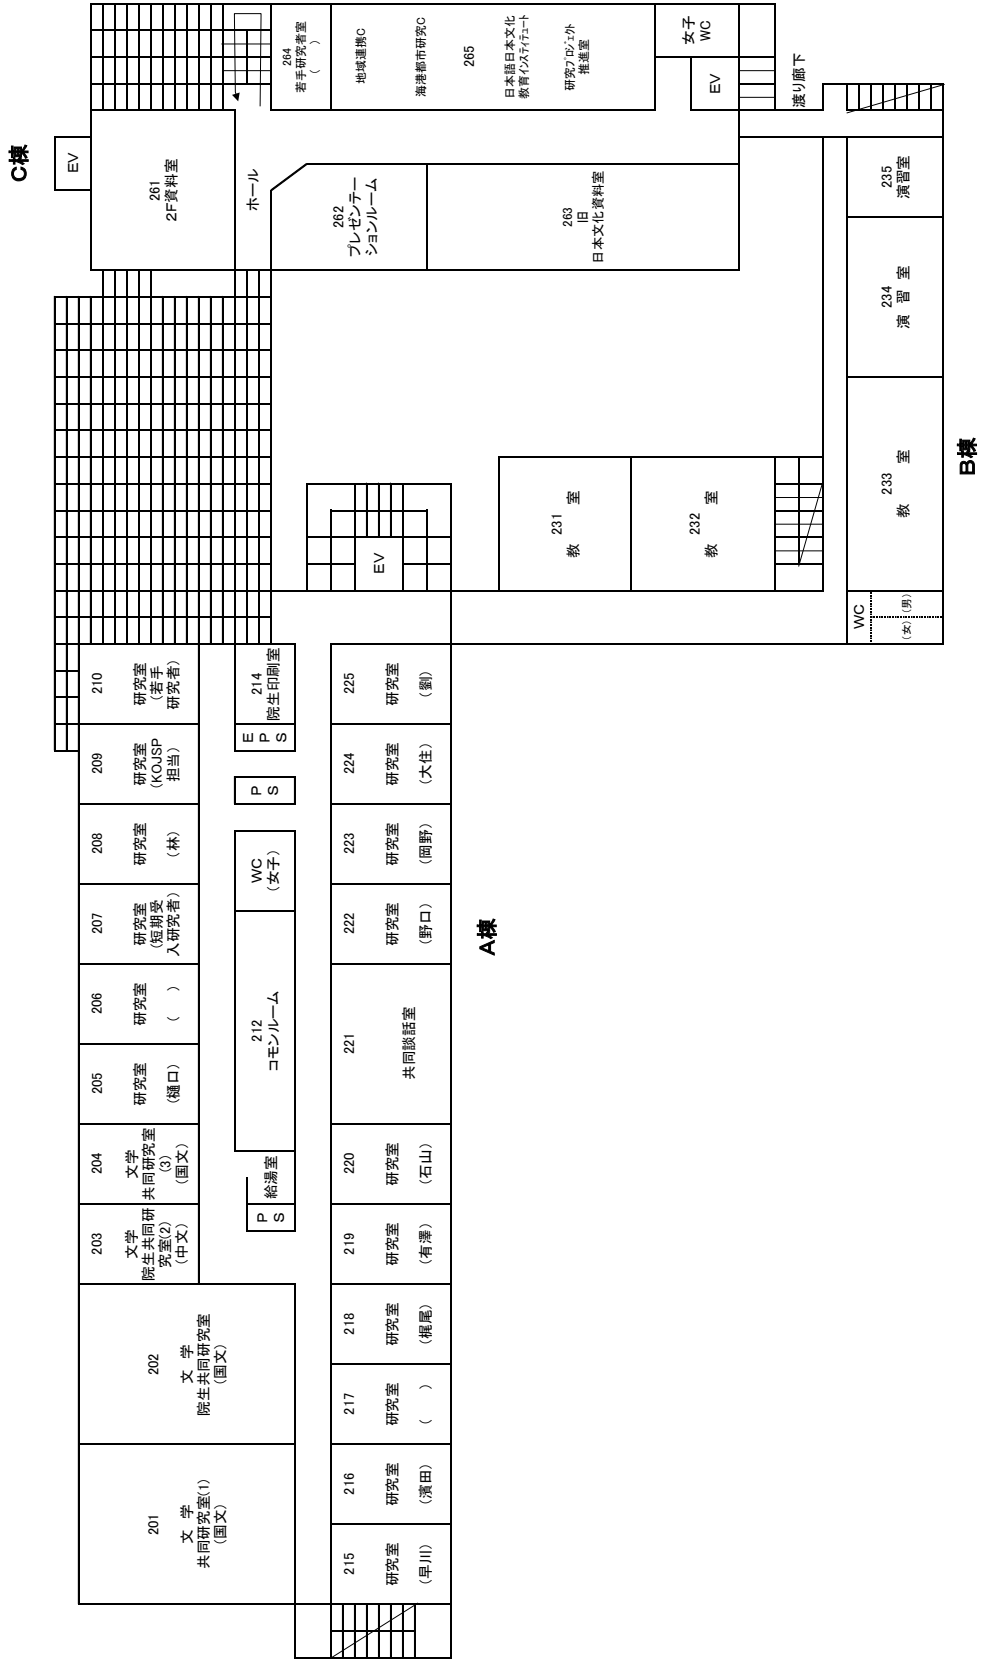 C棟
EV
261
2F資料室
ホール
264
若手研究者室
(　　)
地域連携C
海港都市研究C
265
日本語日本文化
教育インスティテュート
研究プロジェクト
推進室
女子
WC
EV
渡り廊下
262
プレゼンテー
ションルーム
263
旧
日本文化資料室
235
演習室
234
演　習　室
233
教　　室
B棟
WC
(女)
(男)
231
教　　室
232
教　　室
EV
210
研究室
(若手
研究者)
209
研究室
(KOJSP
担当)
208
研究室
(林)
207
研究室
(短期受
入研究者)
206
研究室
(　　)
205
研究室
(樋口)
204
文学
共同研究室
(3)
(国文)
203
文学
院生共同研
究室(2)
(中文)
202
文　学
院生共同研究室
(国文)
201
文　学
共同研究室(1)
(国文)
214
院生印刷室
E
P
S
P
S
WC
(女子)
212
コモンルーム
給湯室
P
S
225
研究室
(劉)
224
研究室
(大住)
223
研究室
(岡野)
222
研究室
(野口)
221
共同談話室
220
研究室
(石山)
219
研究室
(有澤)
218
研究室
(梶尾)
217
研究室
(　　)
216
研究室
(濱田)
215
研究室
(早川)
A棟